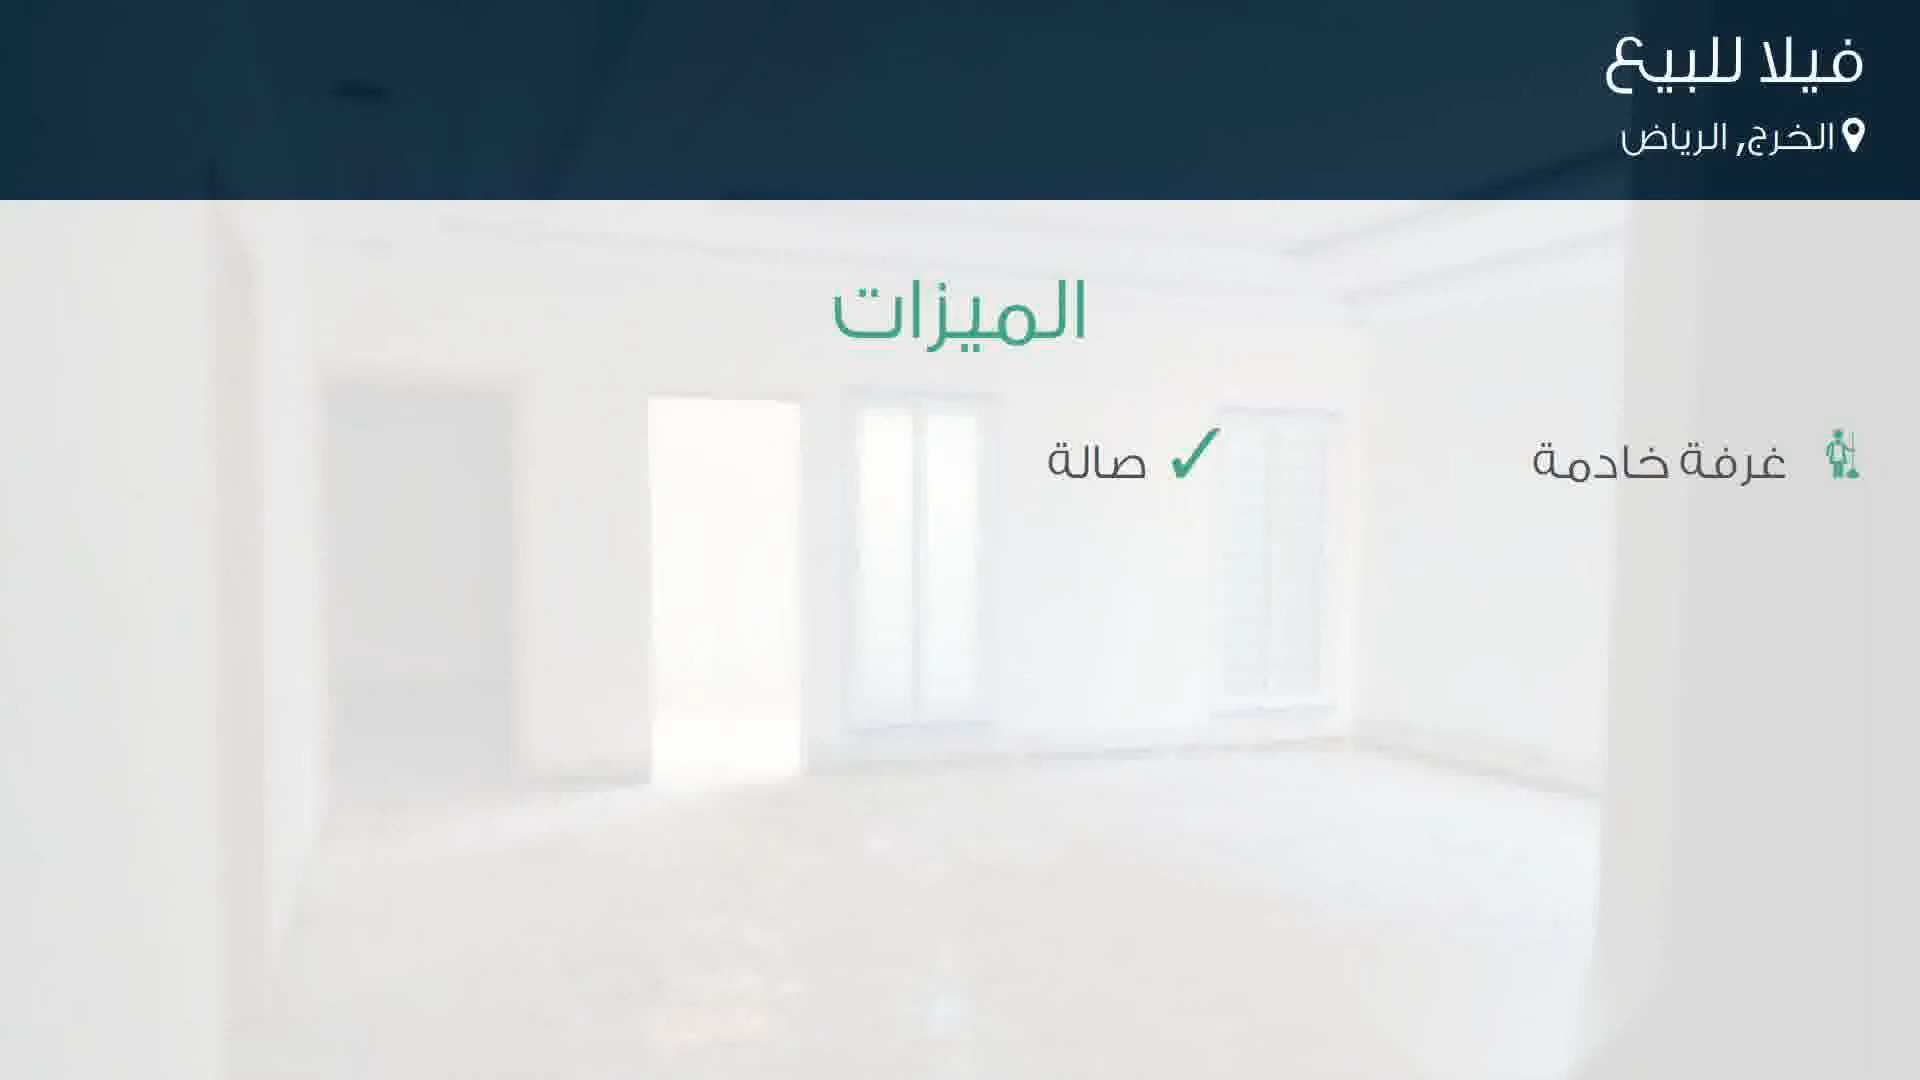 فيلا للبيع
الخرج, الرياض
الميزات
غرفة خادمة
صالة